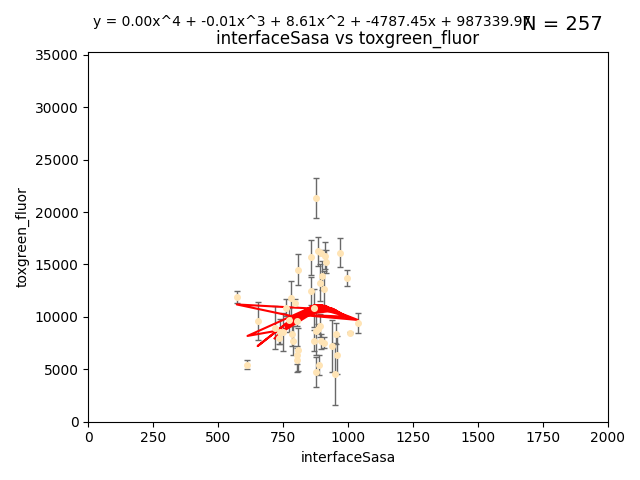 y = 0.00x^4 + -0.01x^3 + 8.61x^2 + -4787.45x + 987339.97
N = 257
interfaceSasa vs toxgreen_fluor
35000
30000
25000
20000
15000
10000
5000
0
toxgreen_fluor
0 250 500 750 1000 1250 1500 1750 2000
interfaceSasa